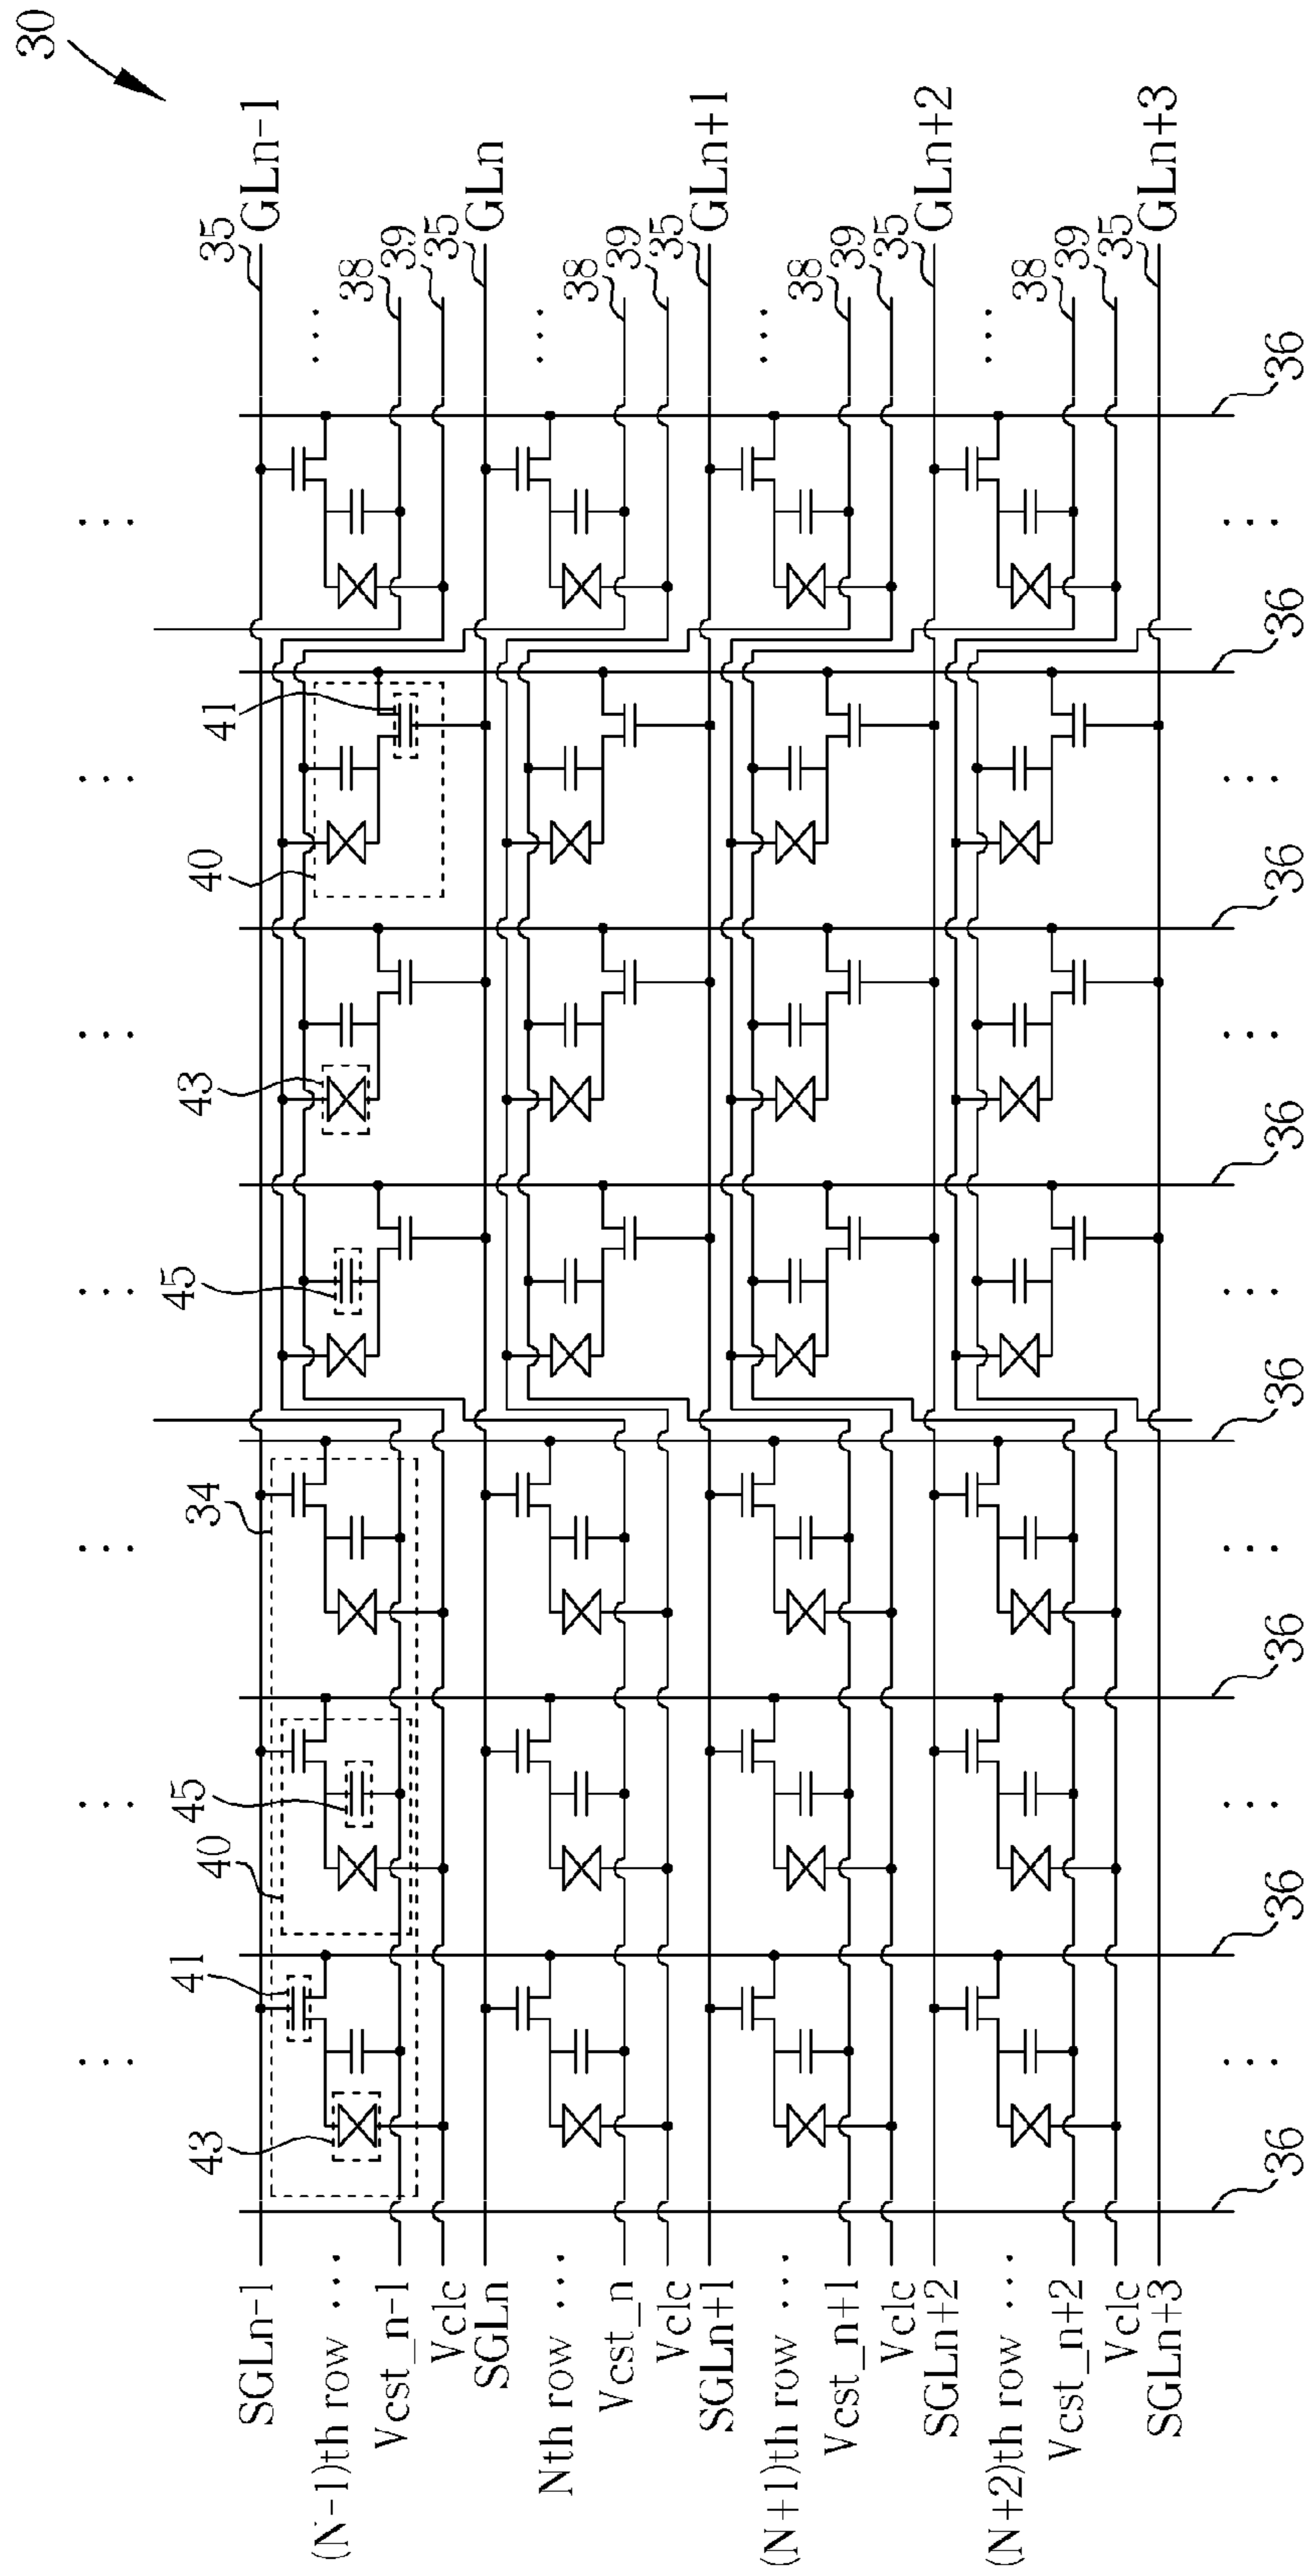 30
43
41
40
45
34
45
43
40
41
35
SGLn-1
GLn-1
(N-1)th row ...
Vcst_n-1
38
Vclc
39
35
SGLn
GLn
Nth row ...
Vcst_n
38
Vclc
39
35
SGLn+1
GLn+1
(N+1)th row ...
Vcst_n+1
38
Vclc
39
35
SGLn+2
GLn+2
(N+2)th row ...
Vcst_n+2
38
Vclc
39
35
SGLn+3
GLn+3
36
36
36
36
36
36
36
36